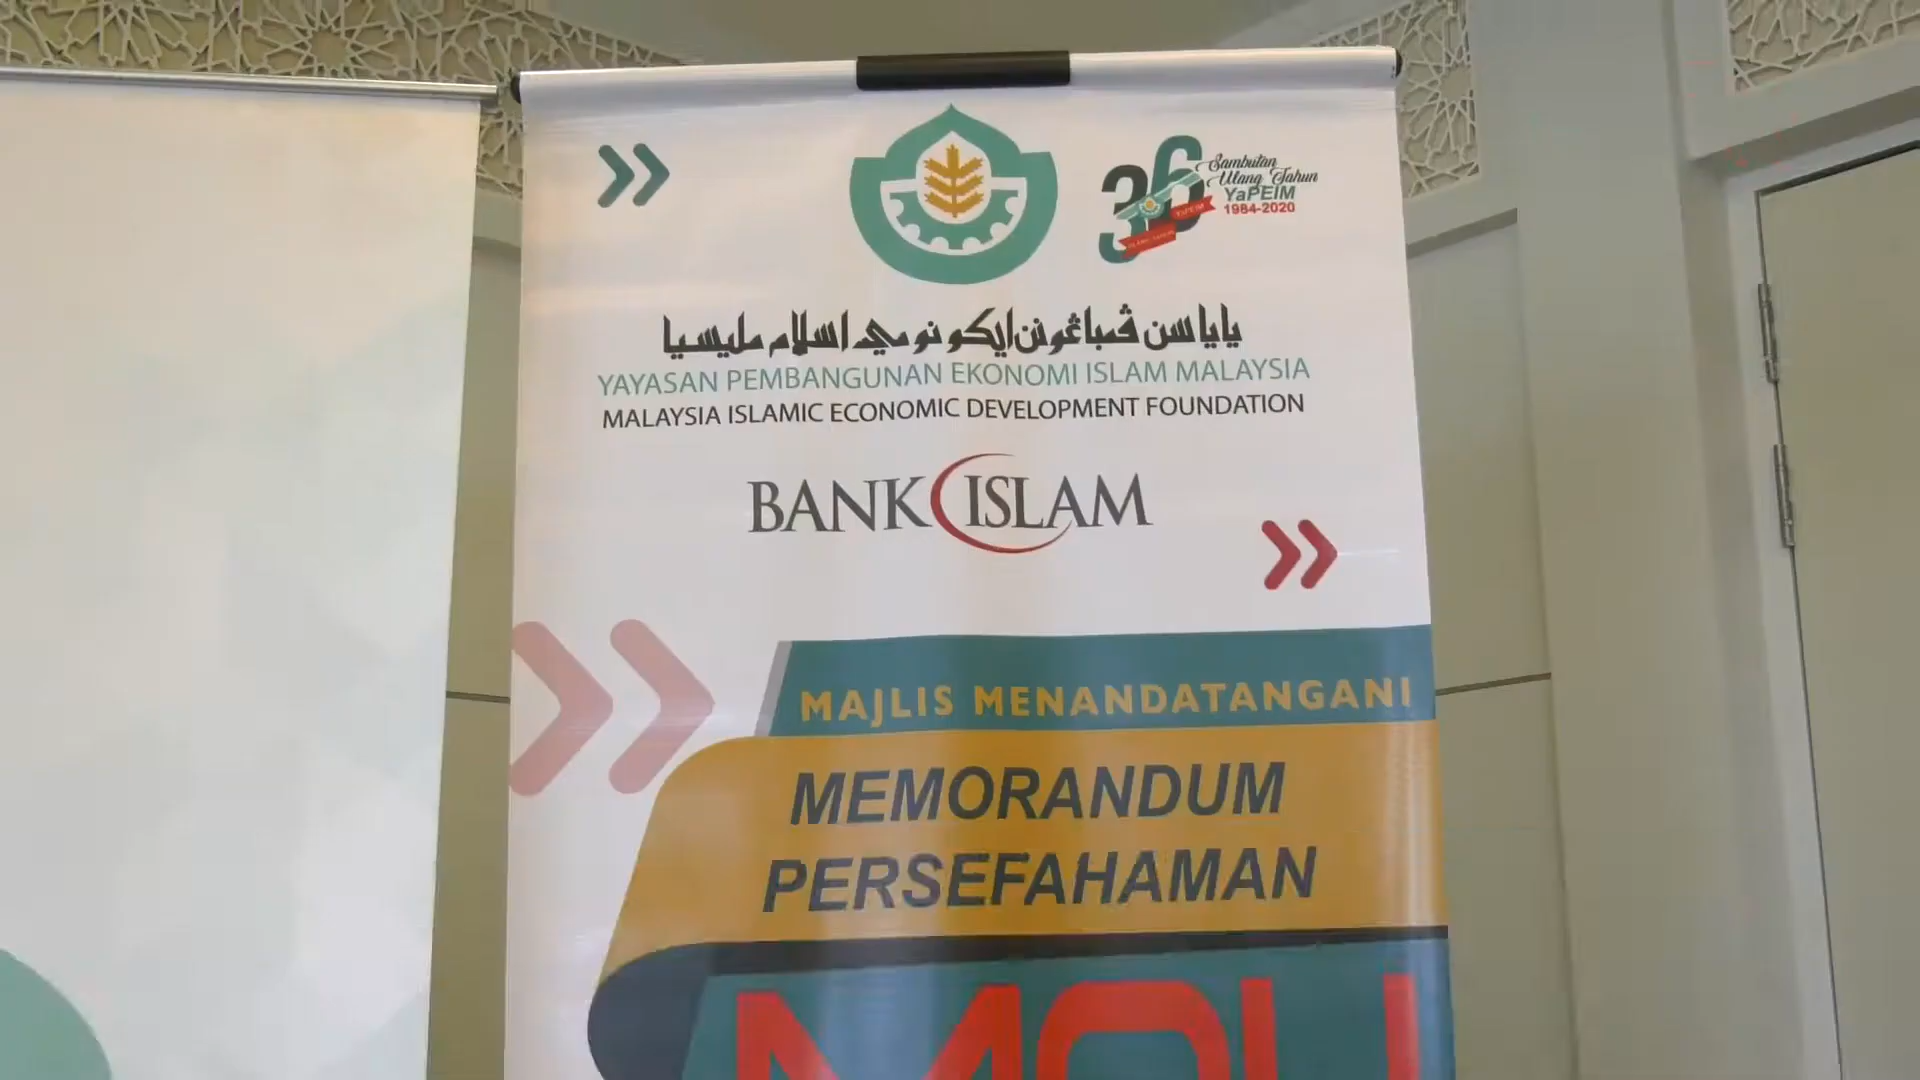 36
Sambutan
Ulang Tahun
YaPEIM
1984-2020
ياياسن ڤمباڠونن ايكونومي اسلام مليسيا
YAYASAN PEMBANGUNAN EKONOMI ISLAM MALAYSIA
MALAYSIA ISLAMIC ECONOMIC DEVELOPMENT FOUNDATION
BANK ISLAM
MAJLIS MENANDATANGANI
MEMORANDUM
PERSEFAHAMAN
MOU